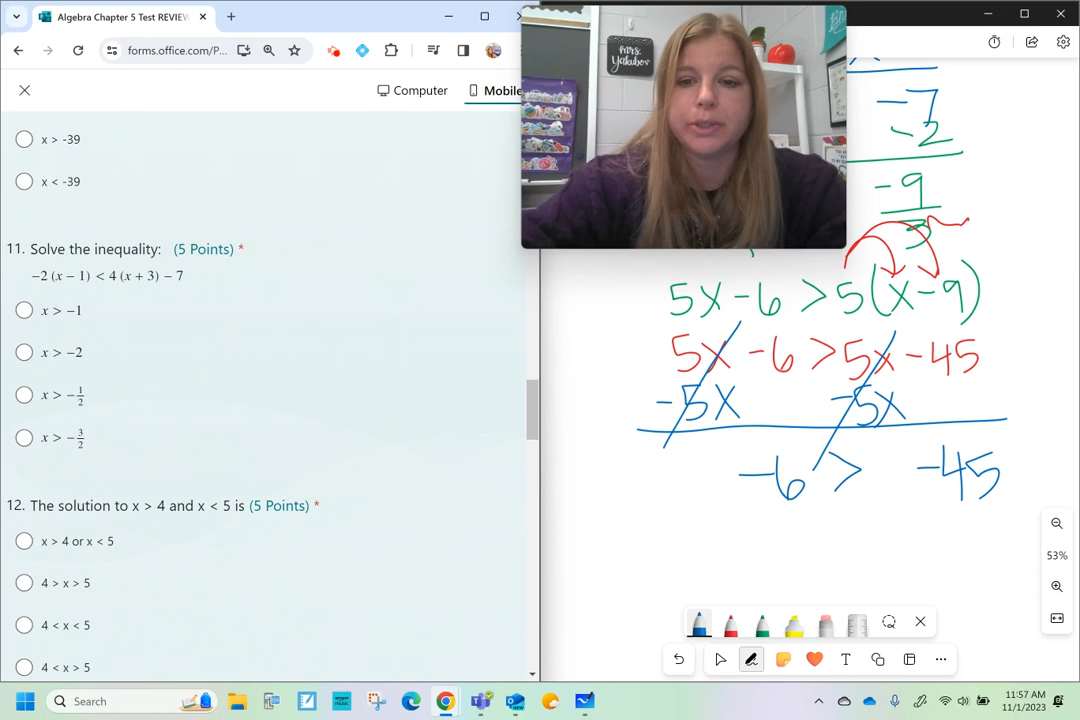 Algebra Chapter 5 Test REVIEW
forms.office.com/P...
Computer
Mobile
x > -39
x < -39
11. Solve the inequality: (5 Points) *
−2 (x − 1) < 4 (x + 3) − 7
x > −1
x > −2
x > −1/2
x > −3/2
12. The solution to x > 4 and x < 5 is (5 Points) *
x > 4 or x < 5
4 > x > 5
4 < x < 5
4 < x > 5
Mrs. Yakubov
-7
-2
-9
3
5x - 6 > 5(x - 9)
5x - 6 > 5x - 45
-5x -5x
-6 > -45
53%
Search
11:57 AM
11/1/2023